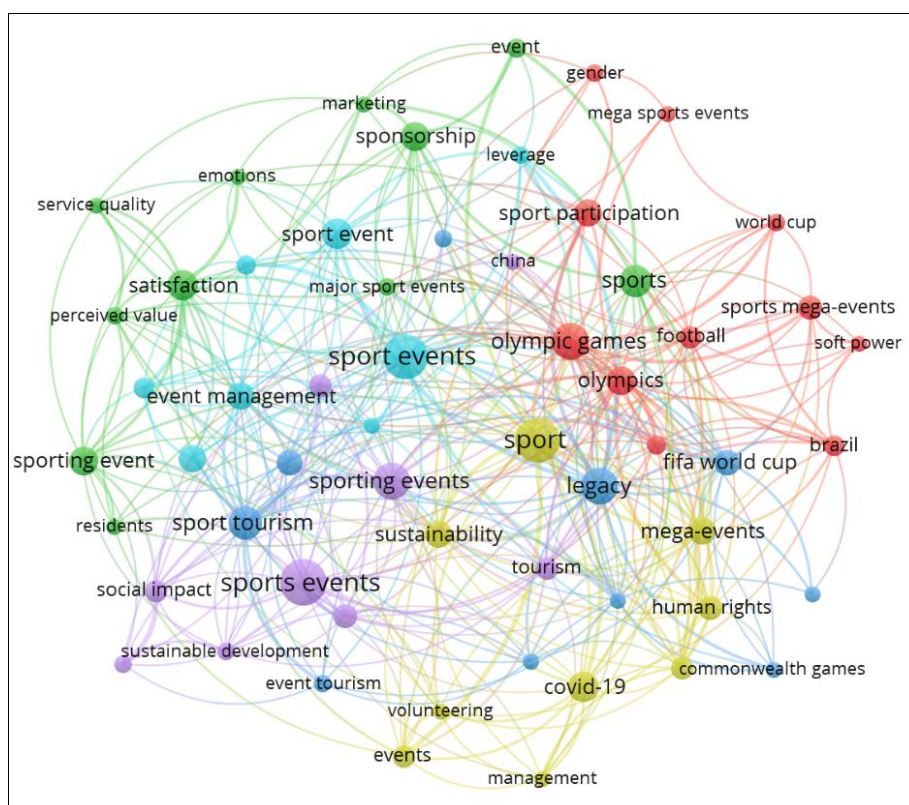 event
gender
marketing
mega sports events
sponsorship
leverage
emotions
service quality
sport participation
world cup
sport event
china
satisfaction
major sport events
sports
perceived value
sports mega-events
olympic games
football
soft power
sport events
olympics
event management
sport
brazil
sporting event
fifa world cup
sporting events
legacy
residents
sport tourism
sustainability
mega-events
tourism
sports events
social impact
human rights
sustainable development
commonwealth games
event tourism
covid-19
volunteering
events
management